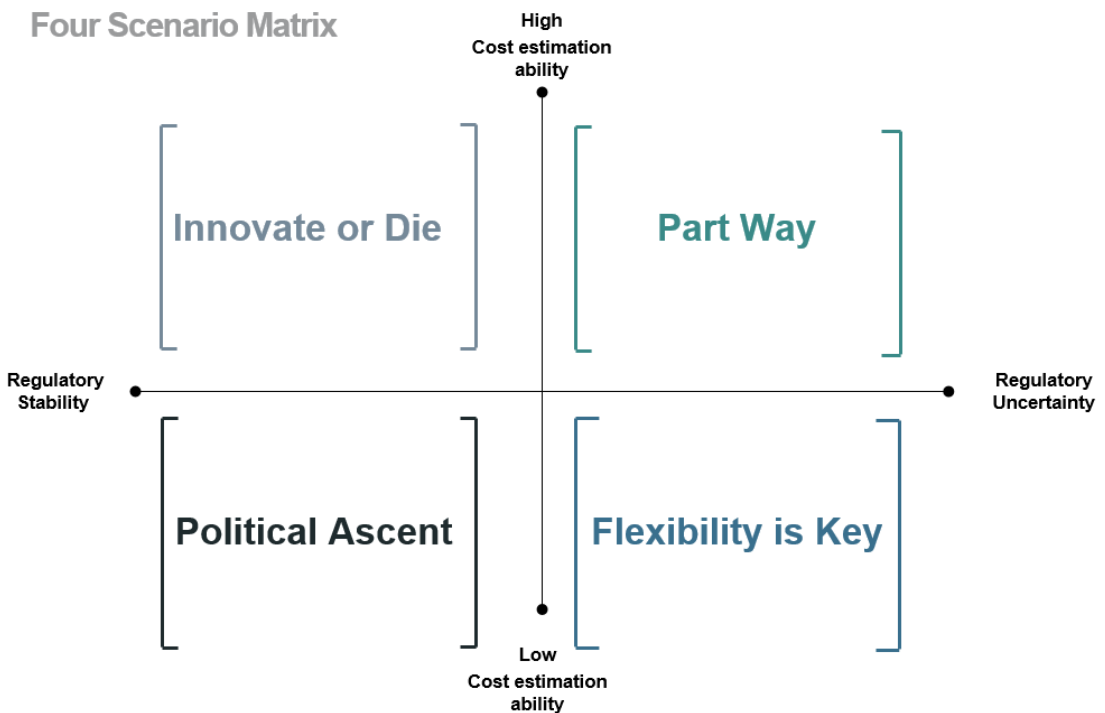 Four Scenario Matrix
High
Cost estimation
ability
Innovate or Die
Part Way
Regulatory
Stability
Regulatory
Uncertainty
Political Ascent
Flexibility is Key
Low
Cost estimation
ability